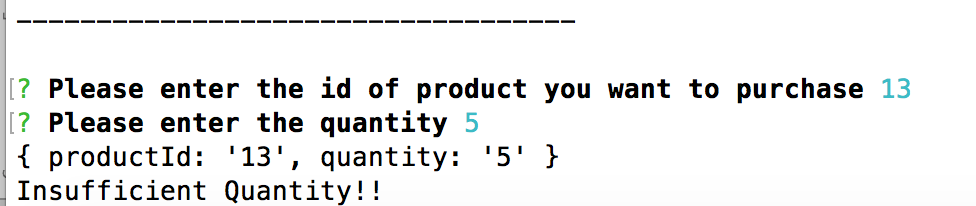 -----------------------------------
[? Please enter the id of product you want to purchase 13
[? Please enter the quantity 5
{ productId: '13', quantity: '5' }
Insufficient Quantity!!